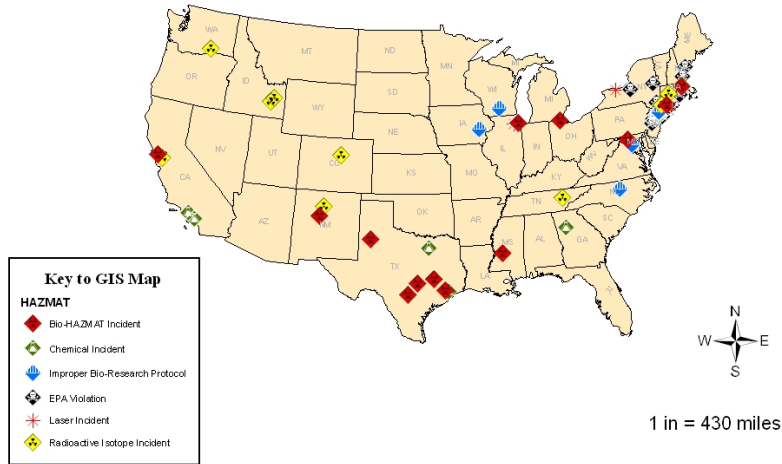 WA
ME
MT
ND
MN
OR
ID
WI
SD
MI
WY
IA
PA
NE
OH
NV
UT
IL
IN
CO
VA
CA
KS
MO
KY
TN
OK
AR
SC
AZ
NM
MS
AL
GA
TX
LA
Key to GIS Map
HAZMAT
Bio-HAZMAT Incident
Chemical Incident
Improper Bio-Research Protocol
EPA Violation
Laser Incident
Radioactive Isotope Incident
N
W
E
S
1 in = 430 miles